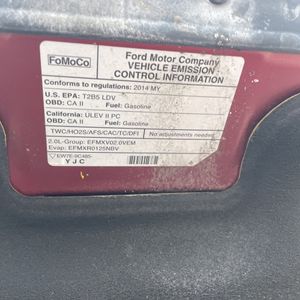 FoMoCo
Ford Motor Company
VEHICLE EMISSION
CONTROL INFORMATION
Conforms to regulations: 2014 MY
U.S. EPA: T2B5 LDV
OBD: CA II Fuel: Gasoline
California: ULEV II PC
OBD: CA II Fuel: Gasoline
TWC/HO2S/AFS/CAC/TC/DFI No adjustments needed.
2.0L-Group: EFMXV02.0VEM
Evap: EFMXR0125NBV
EW7E-9C485-
Y J C